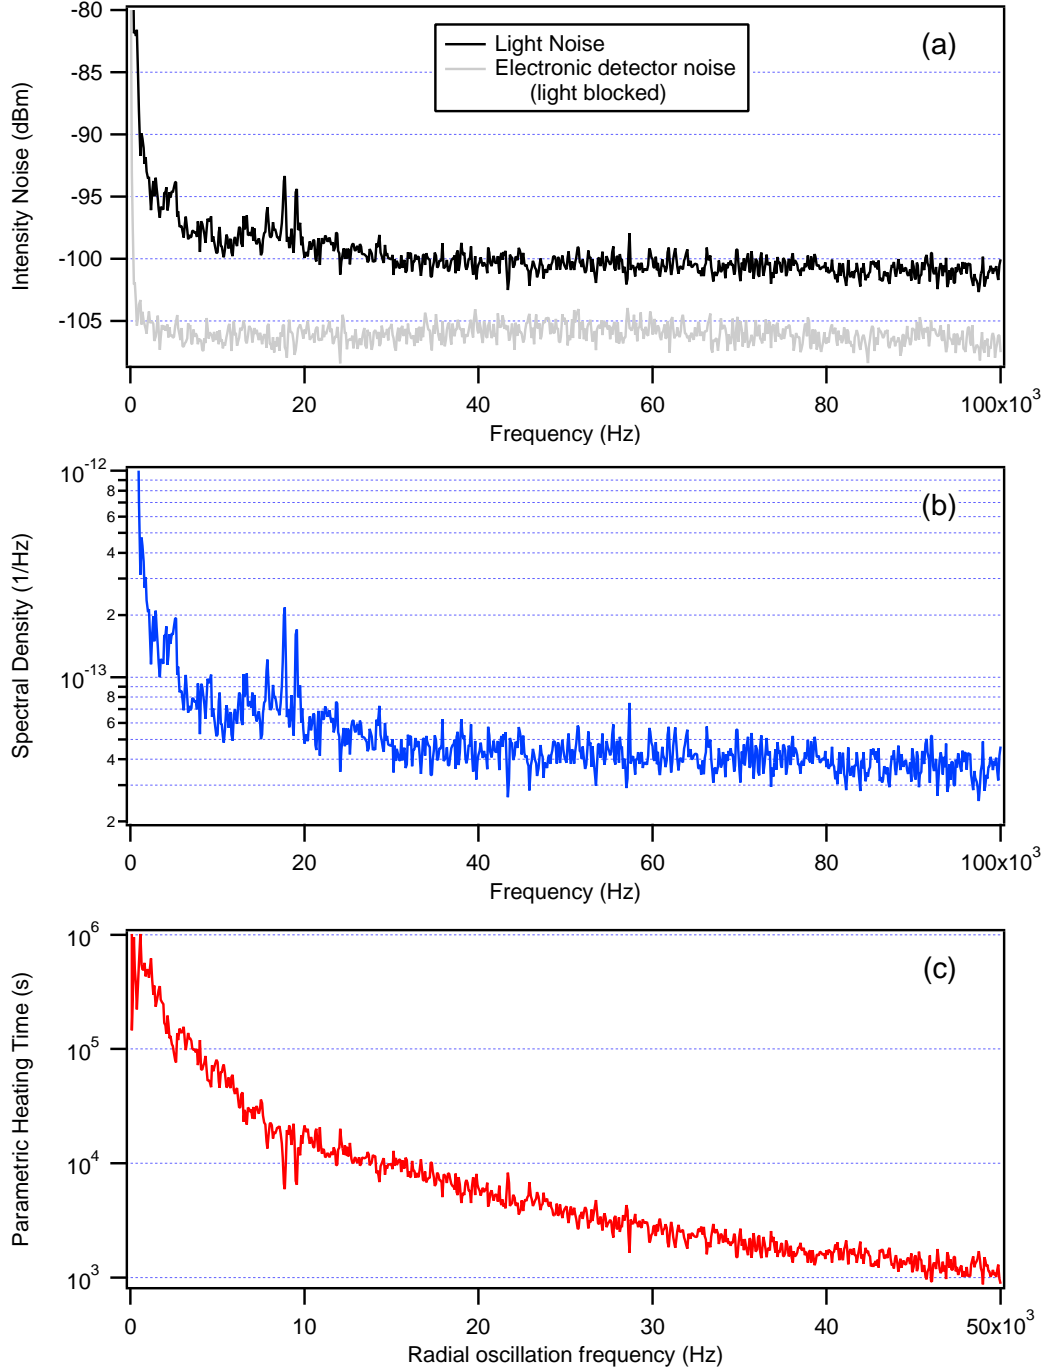 -80
-85
-90
-95
-100
-105
Intensity Noise (dBm)
Light Noise
Electronic detector noise
(light blocked)
(a)
0
20
40
60
80
100x10³
Frequency (Hz)
10⁻¹²
8
6
4
2
10⁻¹³
8
6
4
2
Spectral Density (1/Hz)
(b)
0
20
40
60
80
100x10³
Frequency (Hz)
10⁶
10⁵
10⁴
10³
Parametric Heating Time (s)
(c)
0
10
20
30
40
50x10³
Radial oscillation frequency (Hz)